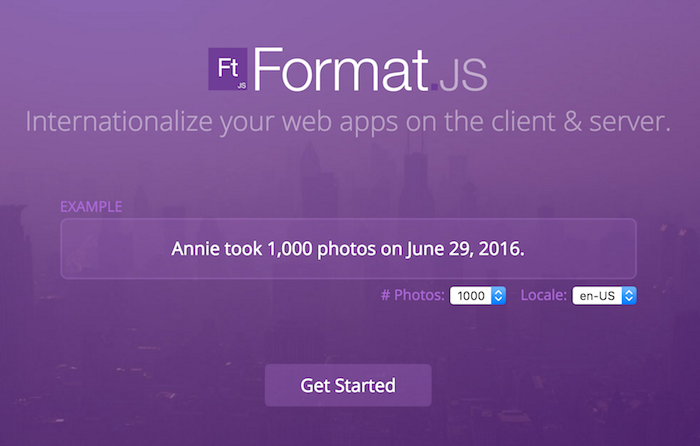 Ft
JS
Format.JS
Internationalize your web apps on the client & server.
EXAMPLE
Annie took 1,000 photos on June 29, 2016.
# Photos: 1000 Locale: en-US
Get Started